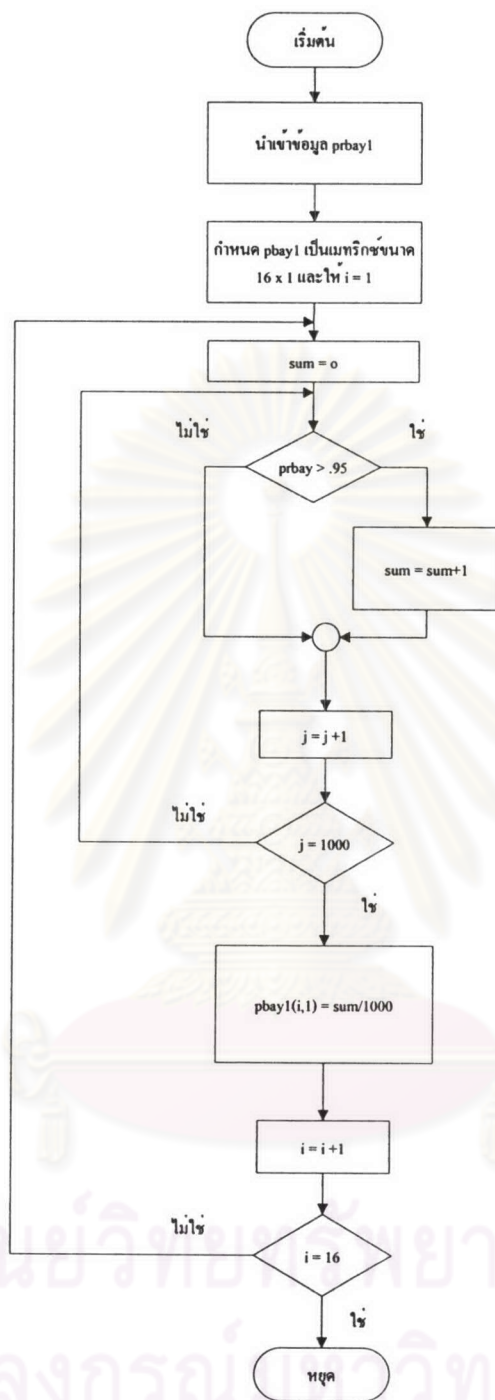 เริ่มต้น
นำเข้าข้อมูล prbay1
กำหนด pbay1 เป็นเมทริกซ์ขนาด
16 x 1 และให้ i = 1
sum = o
ไม่ใช่
ใช่
prbay > .95
sum = sum+1
j = j +1
ไม่ใช่
j = 1000
ใช่
pbay1(i,1) = sum/1000
i = i +1
ไม่ใช่
i = 16
ใช่
หยุด